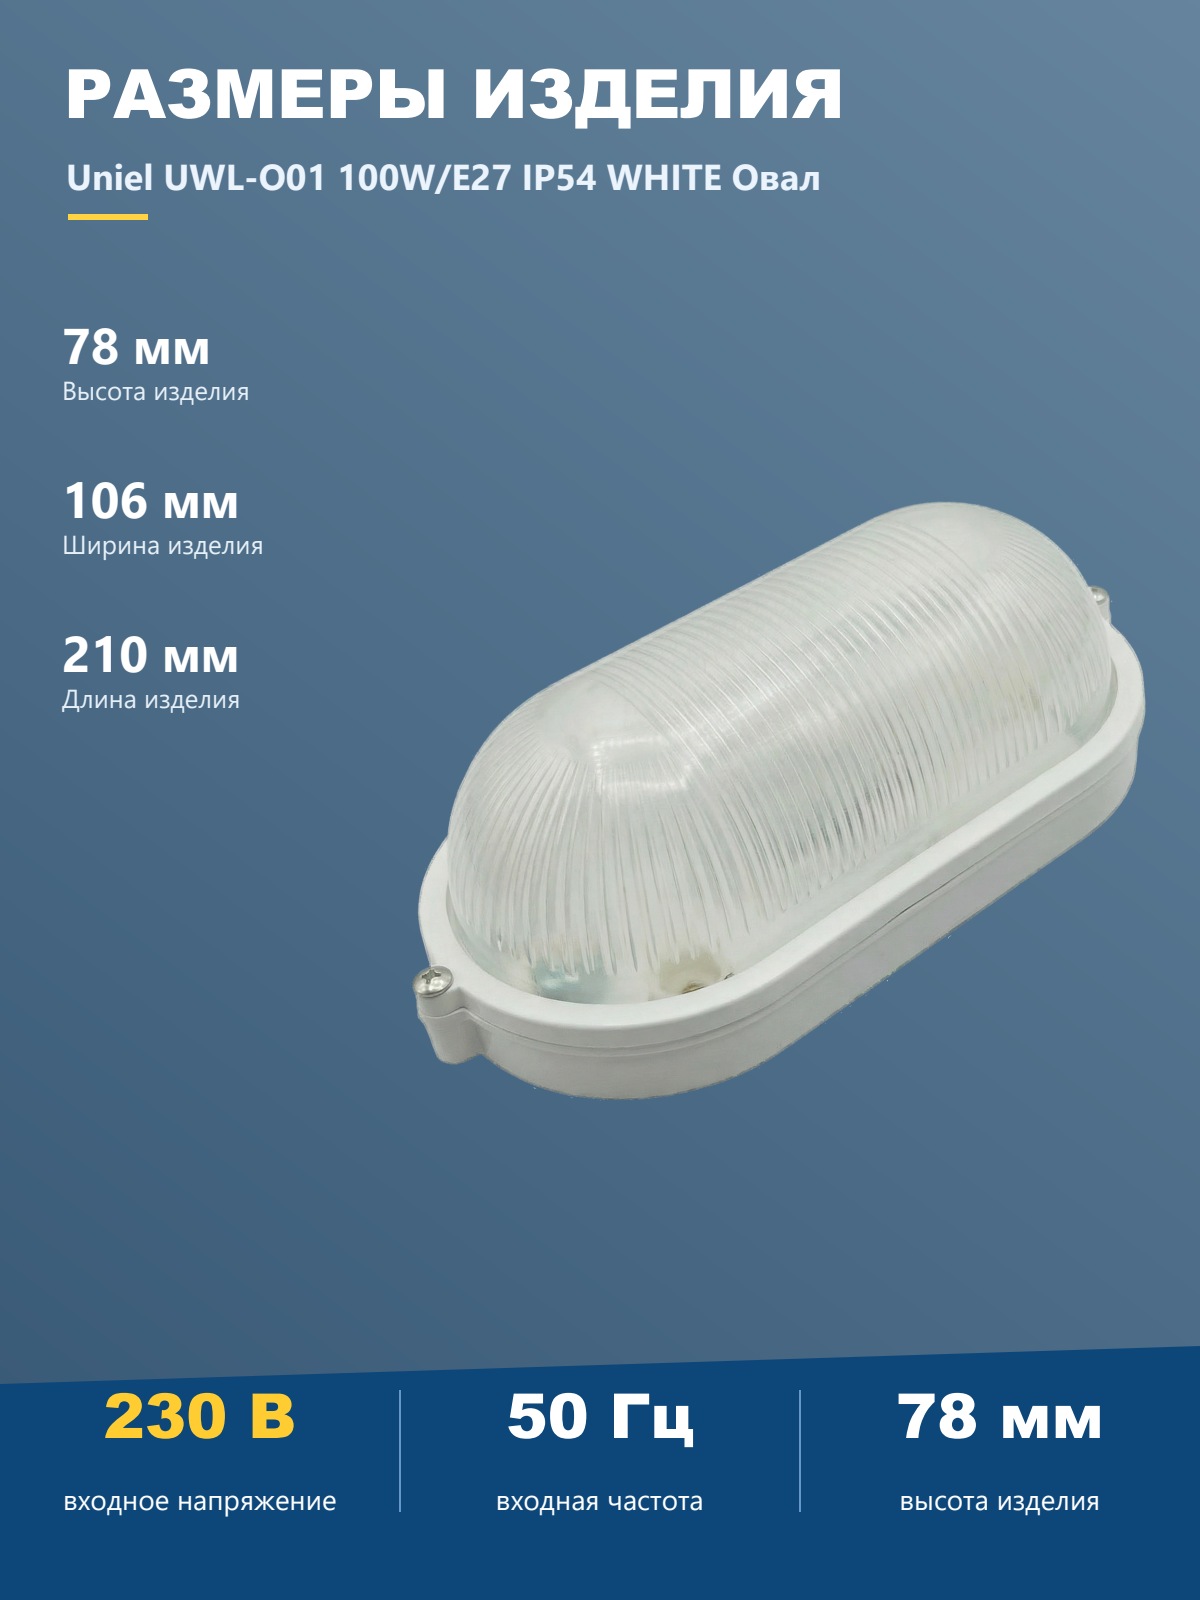 РАЗМЕРЫ ИЗДЕЛИЯ
Uniel UWL-O01 100W/E27 IP54 WHITE Овал
78 мм
Высота изделия
106 мм
Ширина изделия
210 мм
Длина изделия
230 В
входное напряжение
50 Гц
входная частота
78 мм
высота изделия